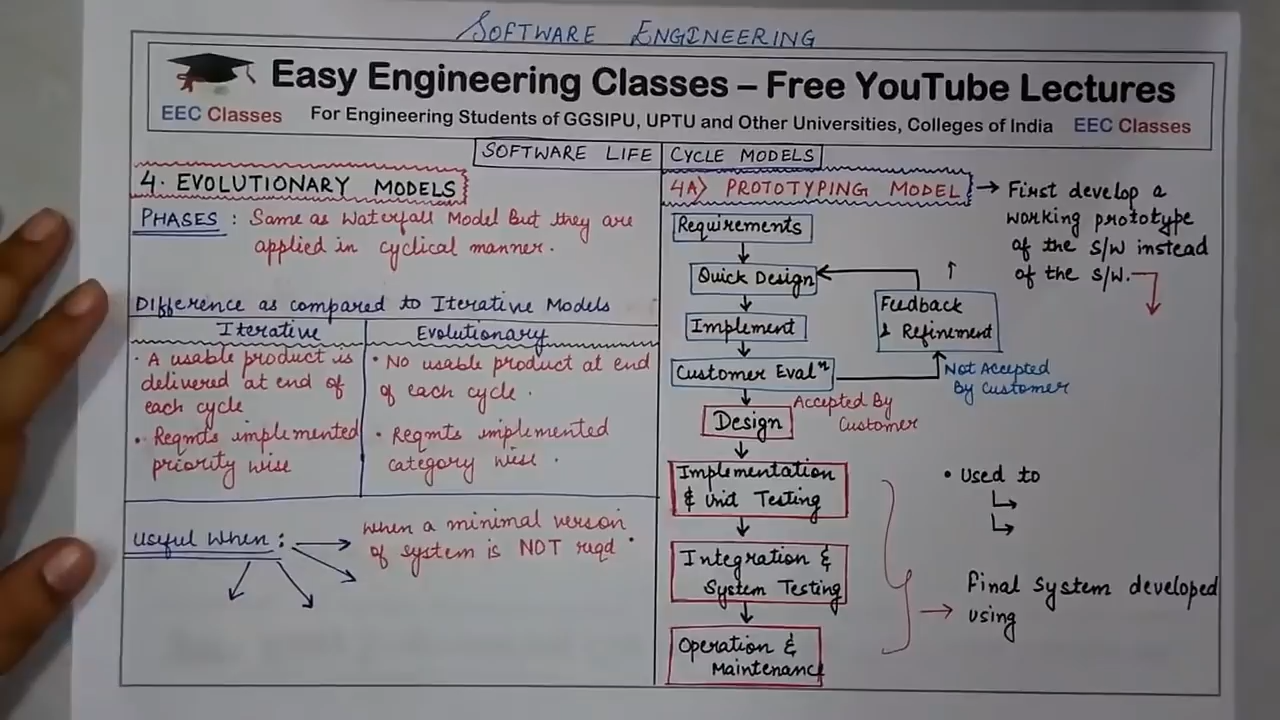 SOFTWARE ENGINEERING
Easy Engineering Classes – Free YouTube Lectures
EEC Classes
For Engineering Students of GGSIPU, UPTU and Other Universities, Colleges of India
EEC Classes
SOFTWARE LIFE CYCLE MODELS
4. EVOLUTIONARY MODELS
PHASES : Same as Waterfall Model But they are
applied in cyclical manner.
Difference as compared to Iterative Models
Iterative
• A usable product is
delivered at end of
each cycle
• Reqmts implemented
priority wise
Evolutionary
• No usable product at end
of each cycle.
• Reqmts implemented
category wise.
Useful When :
When a minimal verson
of system is NOT ruqd.
4A> PROTOTYPING MODEL
→ First develop a
working prototype
of the S/W instead
of the S/W.
Requirements
Quick Design
Implement
Customer Evalⁿ
Feedback
& Refinement
Not Accepted
By Customer
Accepted By
Customer
Design
Implementation
& Unit Testing
Integration &
System Testing
Operation &
Maintenance
• Used to
Final System developed
using